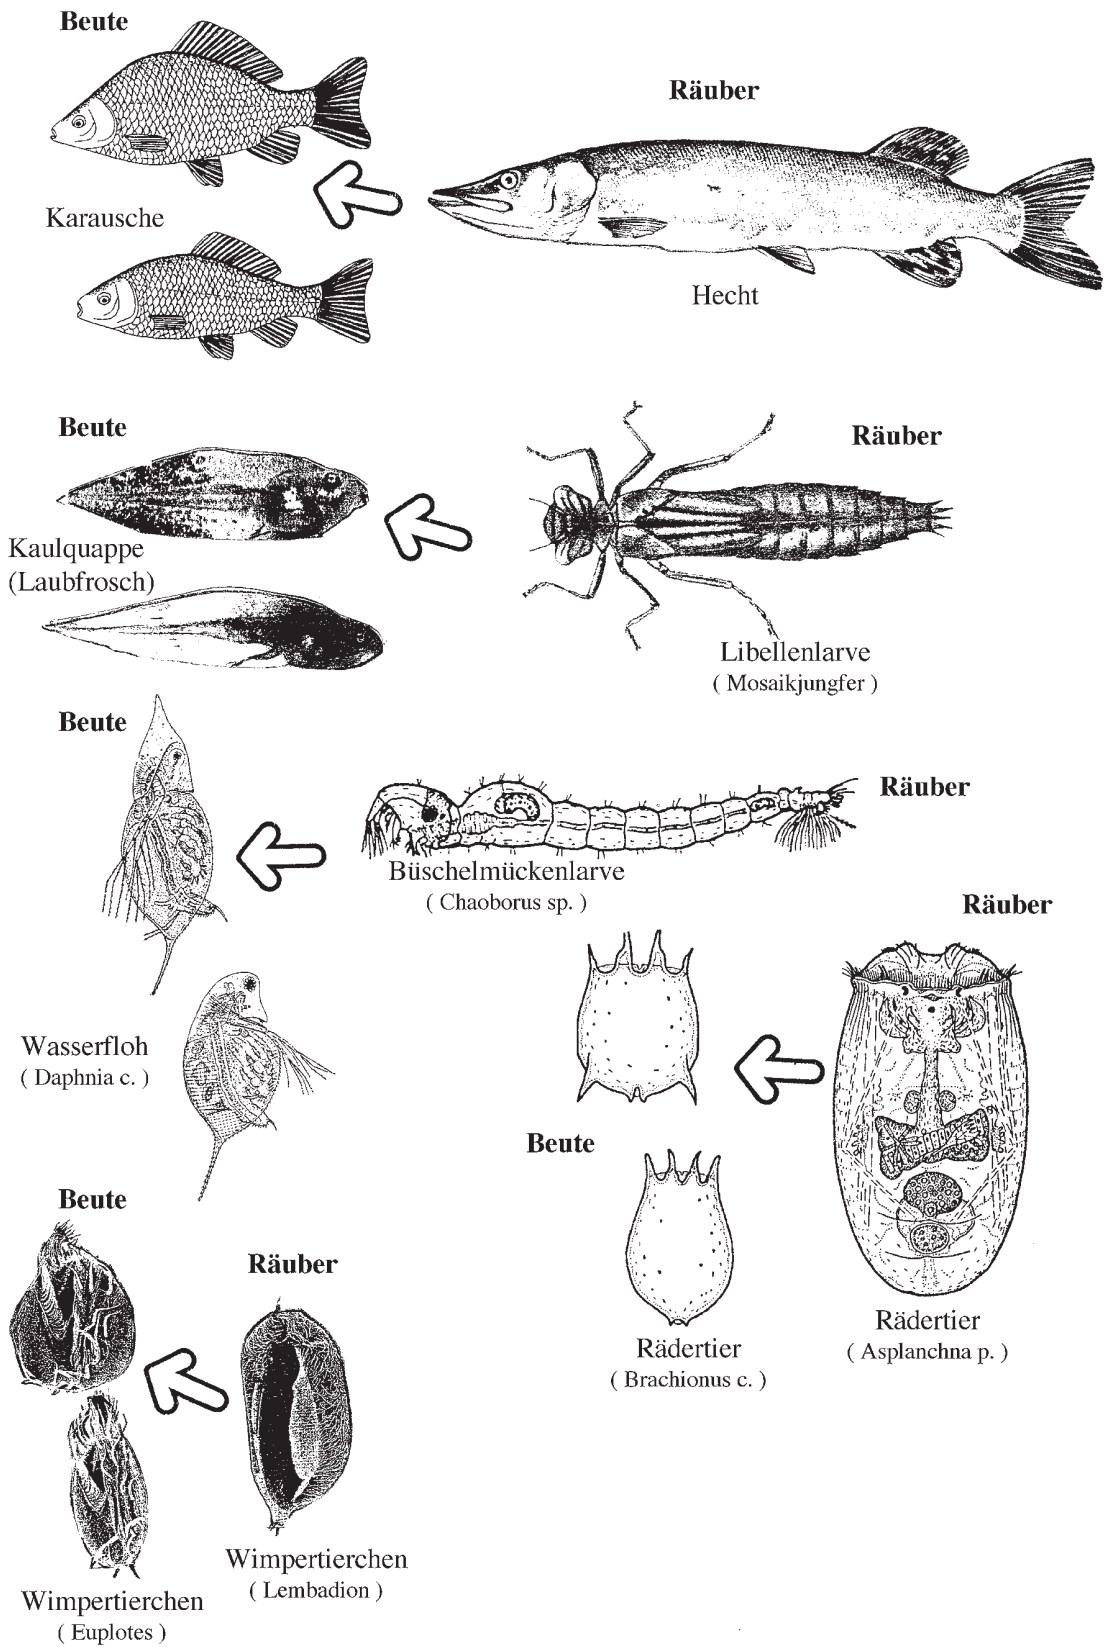 Beute
Räuber
Karausche
Hecht
Beute
Räuber
Kaulquappe
(Laubfrosch)
Libellenlarve
( Mosaikjungfer )
Beute
Räuber
Büschelmückenlarve
( Chaoborus sp. )
Wasserfloh
( Daphnia c. )
Räuber
Beute
Rädertier
( Brachionus c. )
Rädertier
( Asplanchna p. )
Beute
Räuber
Wimpertierchen
( Lembadion )
Wimpertierchen
( Euplotes )